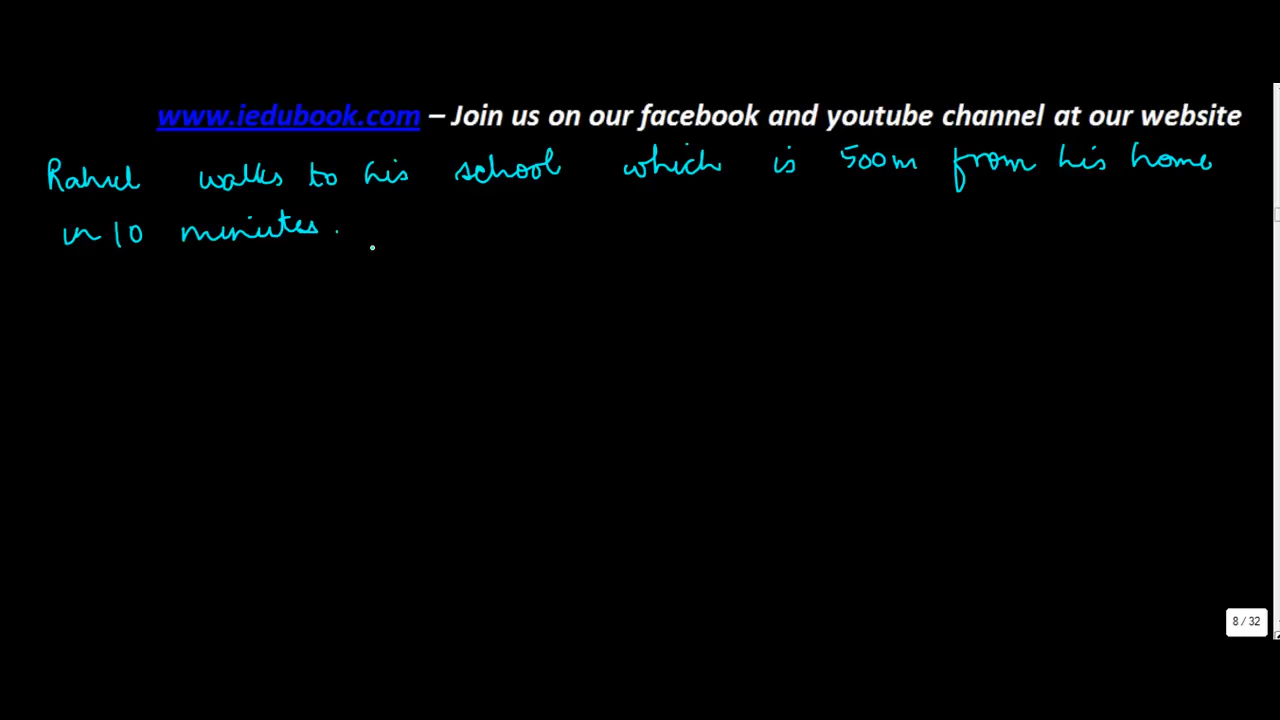 www.iedubook.com – Join us on our facebook and youtube channel at our website
Rahul walks to his school which is 500m from his home
in 10 minutes.
8 / 32